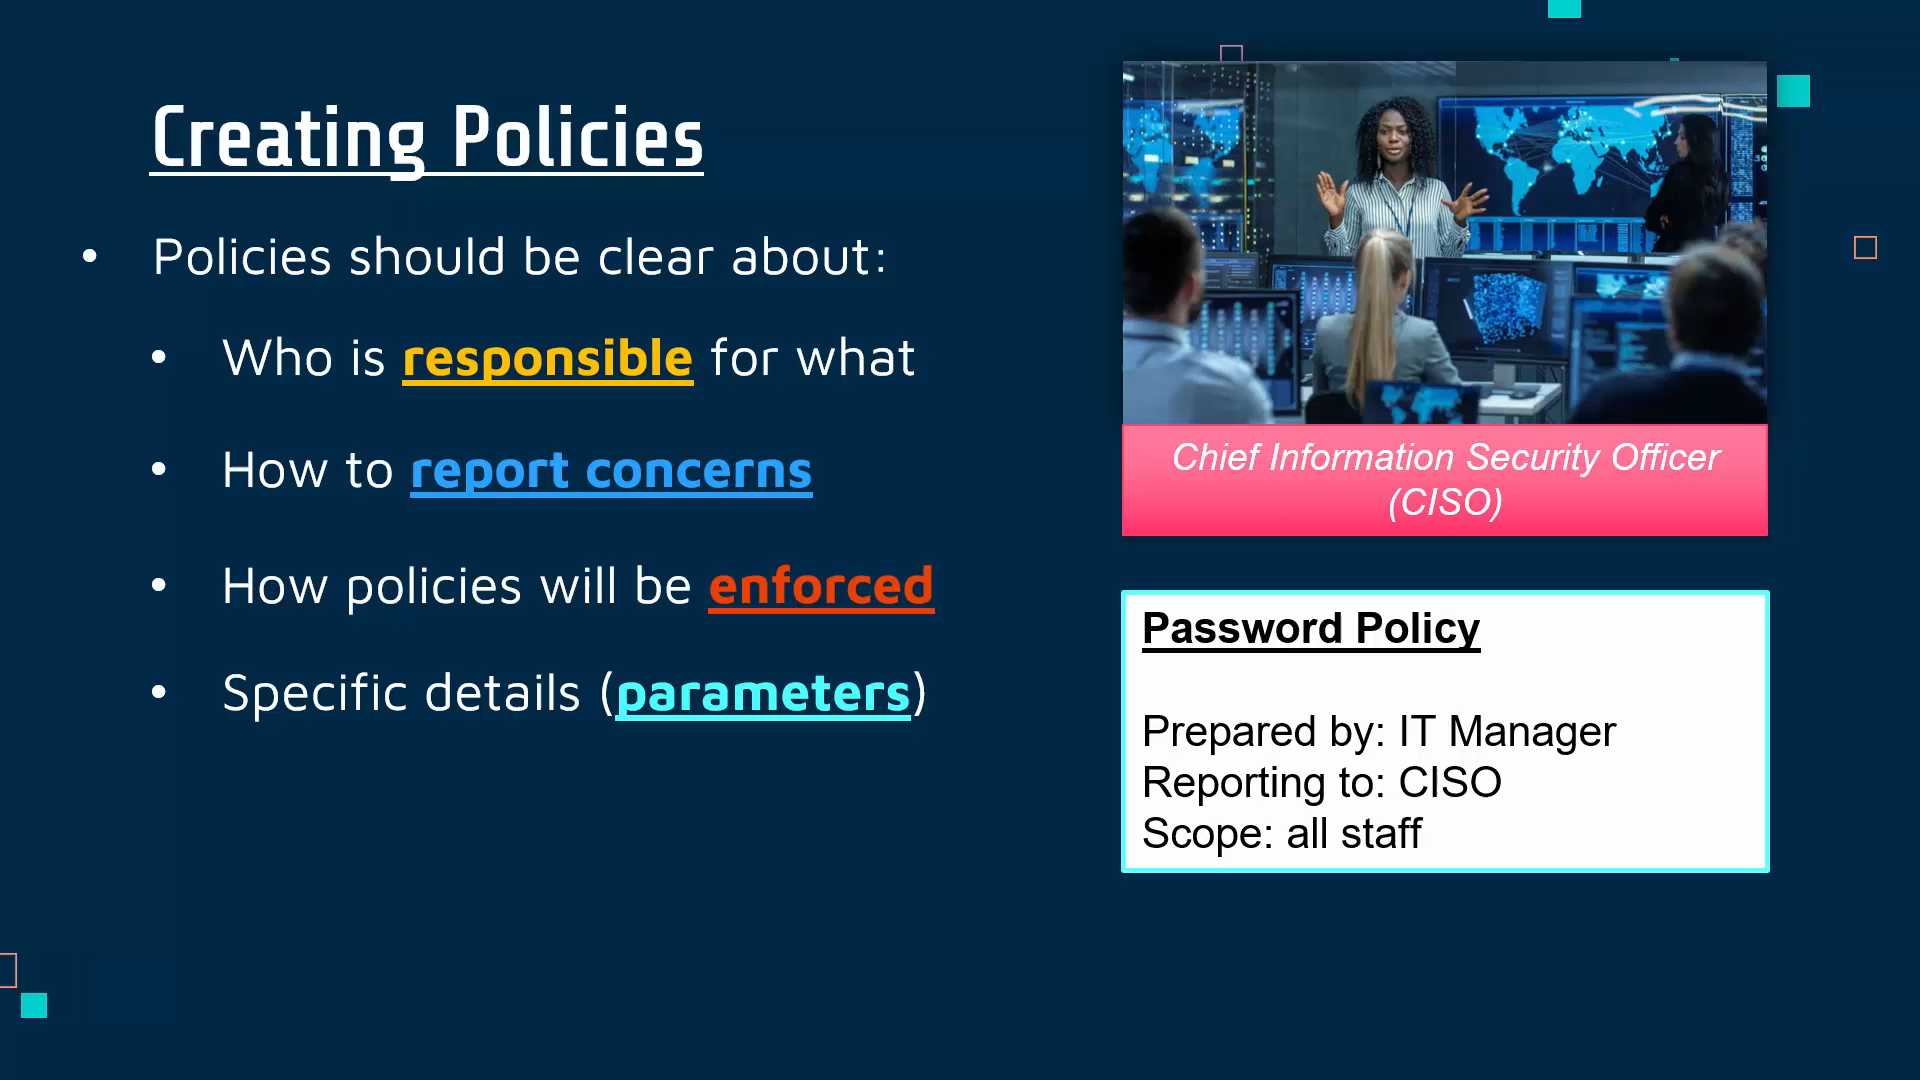 Creating Policies
• Policies should be clear about:
• Who is responsible for what
• How to report concerns
• How policies will be enforced
• Specific details (parameters)
Chief Information Security Officer
(CISO)
Password Policy
Prepared by: IT Manager
Reporting to: CISO
Scope: all staff